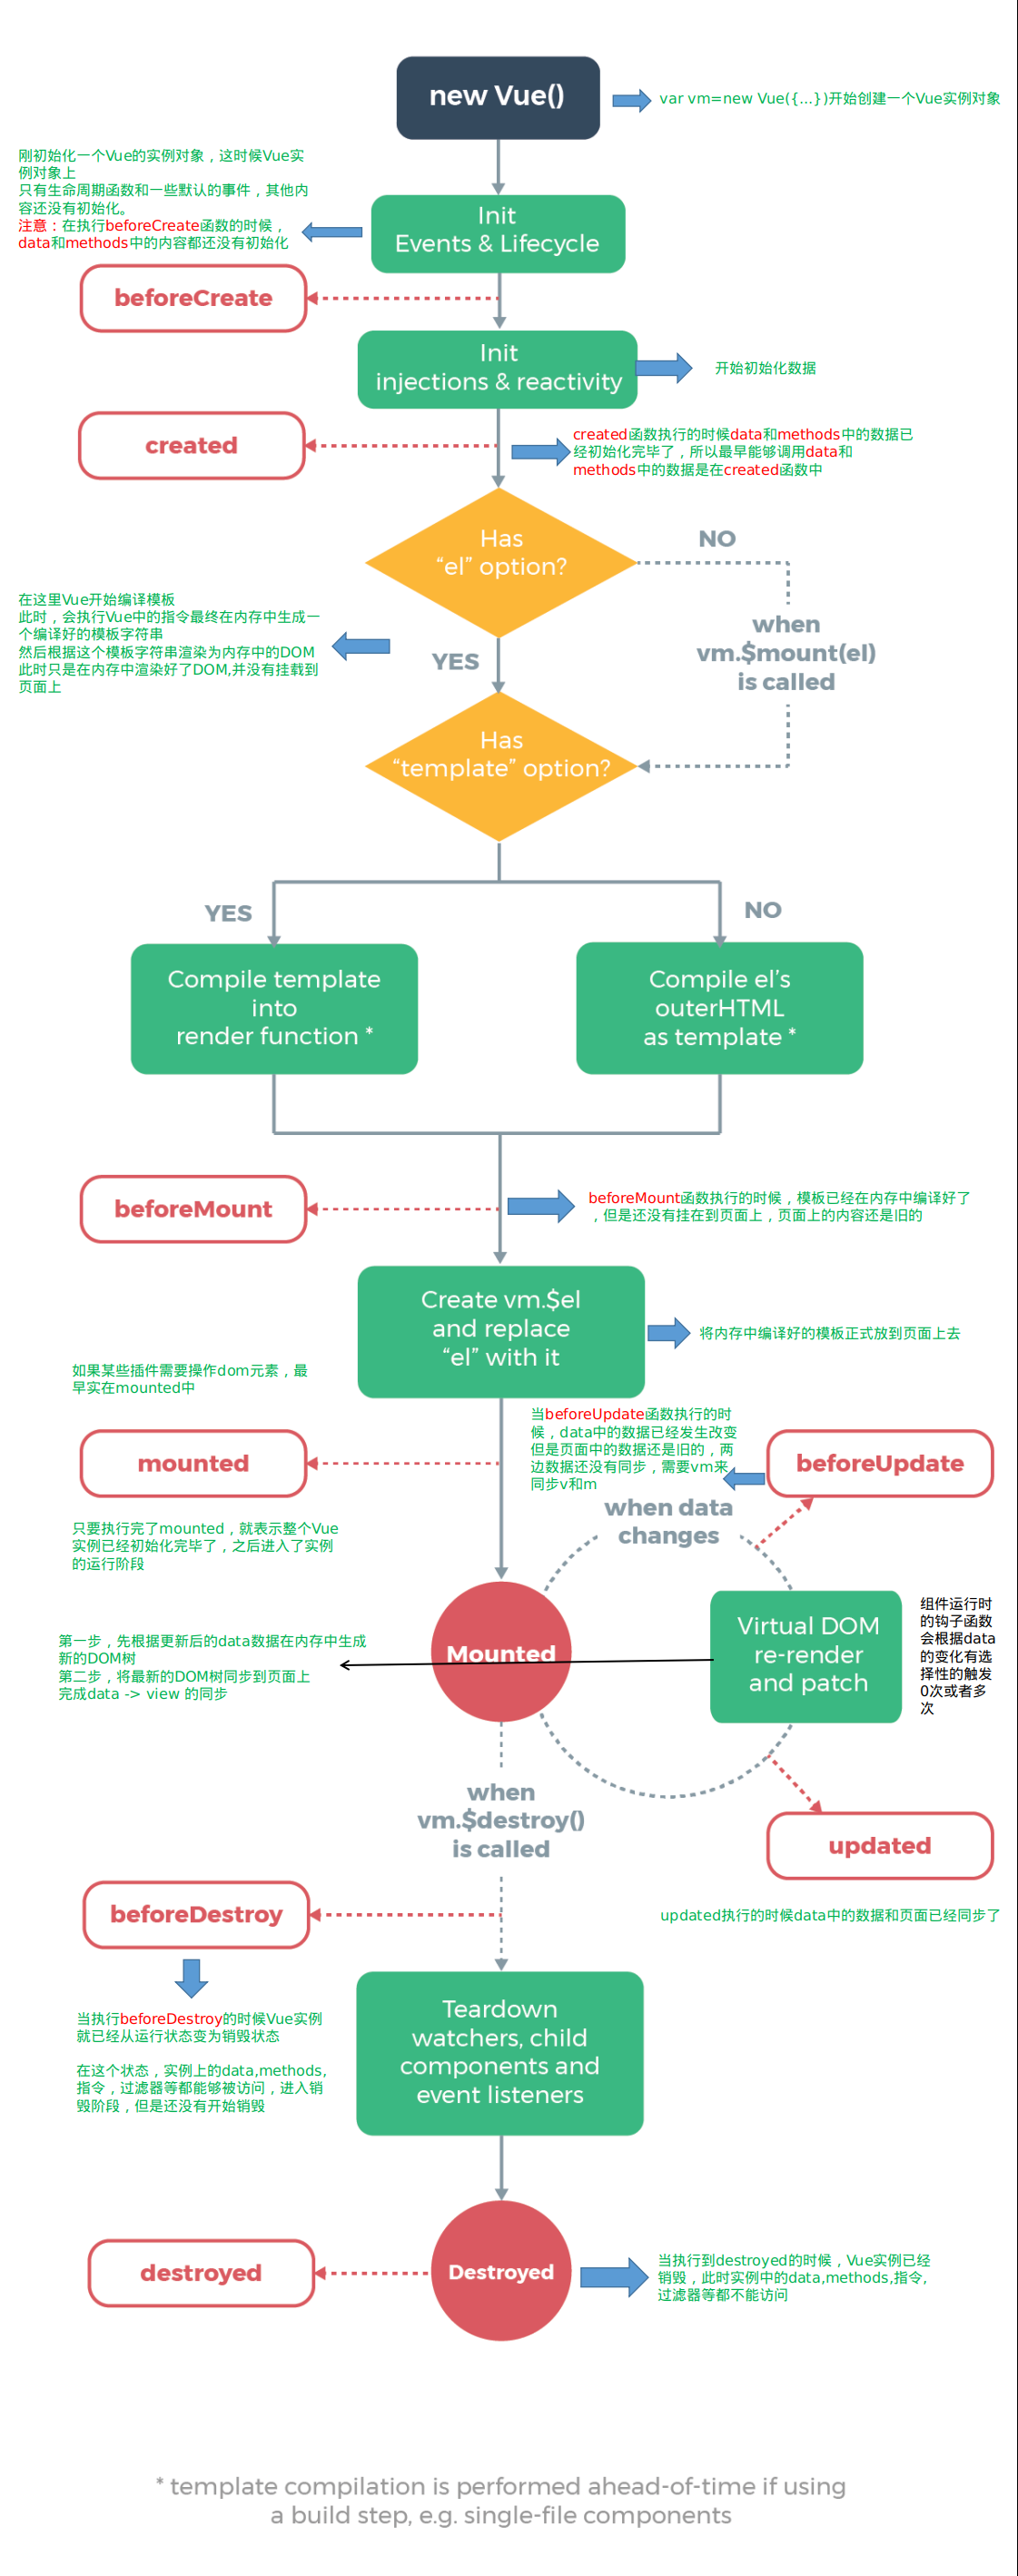 new Vue()
var vm=new Vue({...})开始创建一个Vue实例对象
刚初始化一个Vue的实例对象，这时候Vue实
例对象上
只有生命周期函数和一些默认的事件，其他内
容还没有初始化。
注意：在执行beforeCreate函数的时候，
data和methods中的内容都还没有初始化
Init
Events & Lifecycle
beforeCreate
Init
injections & reactivity
开始初始化数据
created
created函数执行的时候data和methods中的数据已
经初始化完毕了，所以最早能够调用data和
methods中的数据是在created函数中
Has
“el” option?
NO
when
vm.$mount(el)
is called
在这里Vue开始编译模板
此时，会执行Vue中的指令最终在内存中生成一
个编译好的模板字符串
然后根据这个模板字符串渲染为内存中的DOM
此时只是在内存中渲染好了DOM,并没有挂载到
页面上
YES
Has
“template” option?
YES
NO
Compile template
into
render function *
Compile el’s
outerHTML
as template *
beforeMount
beforeMount函数执行的时候，模板已经在内存中编译好了
，但是还没有挂在到页面上，页面上的内容还是旧的
Create vm.$el
and replace
“el” with it
将内存中编译好的模板正式放到页面上去
如果某些插件需要操作dom元素，最
早实在mounted中
mounted
当beforeUpdate函数执行的时
候，data中的数据已经发生改变
但是页面中的数据还是旧的，两
边数据还没有同步，需要vm来
同步v和m
beforeUpdate
when data
changes
只要执行完了mounted，就表示整个Vue
实例已经初始化完毕了，之后进入了实例
的运行阶段
Mounted
Virtual DOM
re-render
and patch
组件运行时
的钩子函数
会根据data
的变化有选
择性的触发
0次或者多
次
第一步，先根据更新后的data数据在内存中生成
新的DOM树
第二步，将最新的DOM树同步到页面上
完成data -> view 的同步
when
vm.$destroy()
is called
updated
updated执行的时候data中的数据和页面已经同步了
beforeDestroy
当执行beforeDestroy的时候Vue实例
就已经从运行状态变为销毁状态
在这个状态，实例上的data,methods,
指令，过滤器等都能够被访问，进入销
毁阶段，但是还没有开始销毁
Teardown
watchers, child
components and
event listeners
destroyed
Destroyed
当执行到destroyed的时候，Vue实例已经
销毁，此时实例中的data,methods,指令,
过滤器等都不能访问
* template compilation is performed ahead-of-time if using
a build step, e.g. single-file components